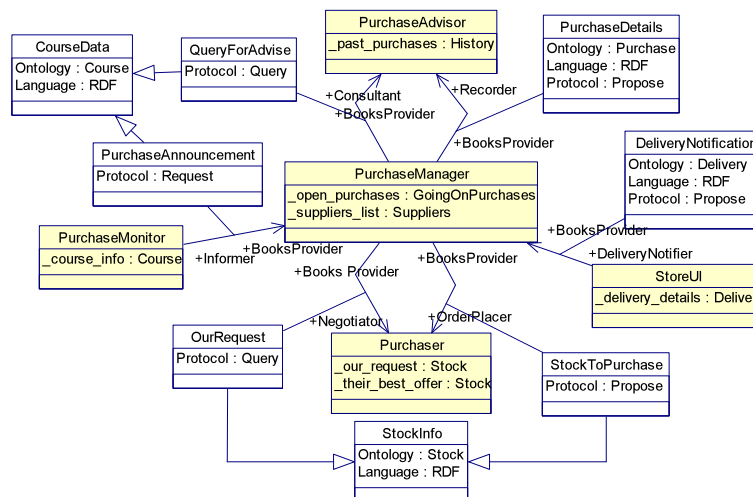 CourseData
Ontology : Course
Language : RDF
QueryForAdvise
Protocol : Query
PurchaseAdvisor
_past_purchases : History
PurchaseDetails
Ontology : Purchase
Language : RDF
Protocol : Propose
+Consultant
+BooksProvider
+Recorder
+BooksProvider
PurchaseAnnouncement
Protocol : Request
PurchaseManager
_open_purchases : GoingOnPurchases
_suppliers_list : Suppliers
DeliveryNotification
Ontology : Delivery
Language : RDF
Protocol : Propose
PurchaseMonitor
_course_info : Course
+BooksProvider
+Informer
+BooksProvider
+DeliveryNotifier
StoreUI
_delivery_details : Delive
+Books Provider
+BooksProvider
+Negotiator
+OrderPlacer
OurRequest
Protocol : Query
Purchaser
_our_request : Stock
_their_best_offer : Stock
StockToPurchase
Protocol : Propose
StockInfo
Ontology : Stock
Language : RDF